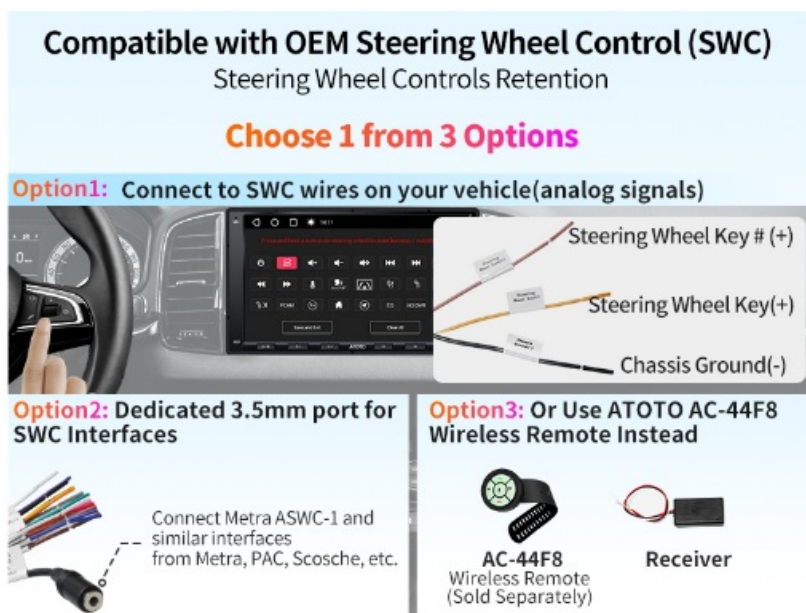 Compatible with OEM Steering Wheel Control (SWC)
Steering Wheel Controls Retention
Choose 1 from 3 Options
Option1: Connect to SWC wires on your vehicle(analog signals)
Steering Wheel Key # (+)
Steering Wheel Key(+)
Chassis Ground(-)
Save and Exit
Clear All
ATOTO
Option2: Dedicated 3.5mm port for
SWC Interfaces
Connect Metra ASWC-1 and
similar interfaces
from Metra, PAC, Scosche, etc.
Option3: Or Use ATOTO AC-44F8
Wireless Remote Instead
AC-44F8
Wireless Remote
(Sold Separately)
Receiver